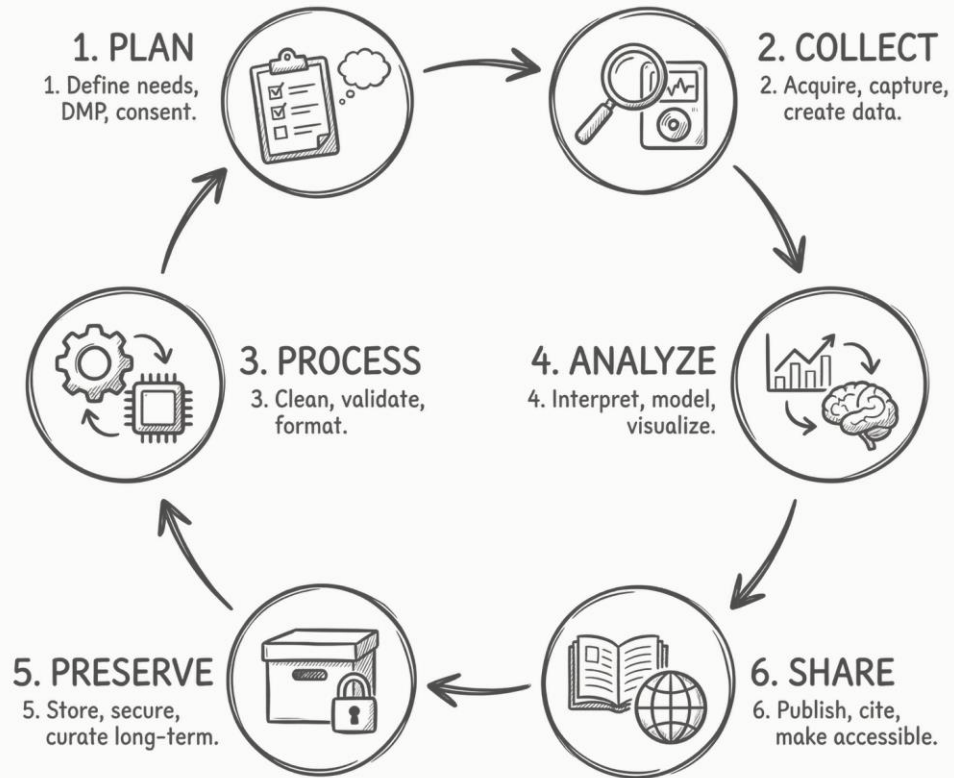 1. PLAN
1. Define needs,
DMP, consent.
2. COLLECT
2. Acquire, capture,
create data.
3. PROCESS
3. Clean, validate,
format.
4. ANALYZE
4. Interpret, model,
visualize.
5. PRESERVE
5. Store, secure,
curate long-term.
6. SHARE
6. Publish, cite,
make accessible.